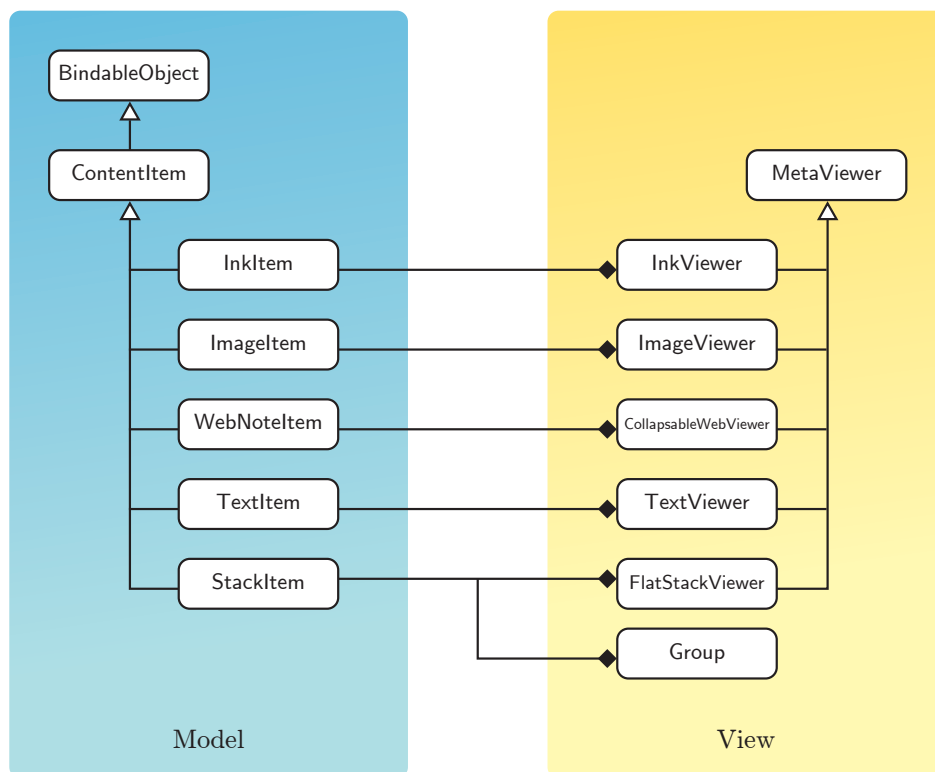 BindableObject
ContentItem
MetaViewer
InkItem
InkViewer
ImageItem
ImageViewer
WebNoteItem
CollapsableWebViewer
TextItem
TextViewer
StackItem
FlatStackViewer
Group
Model
View